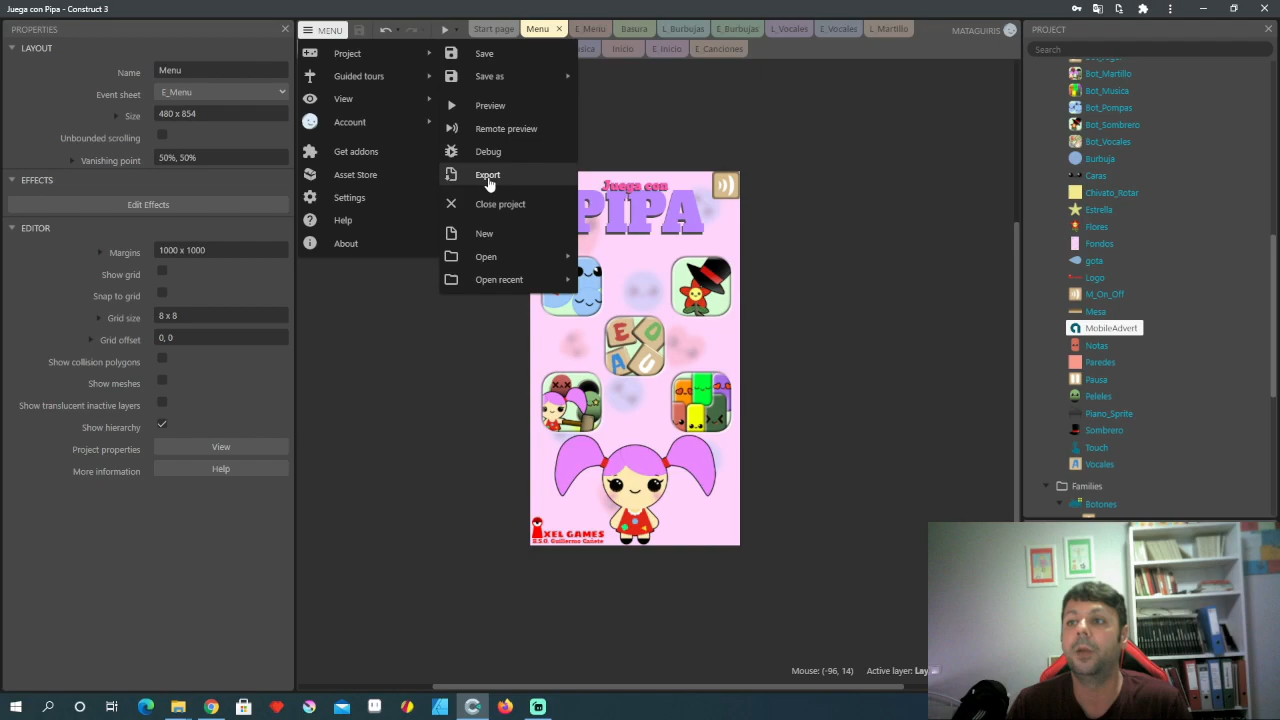 Juega con Pipa - Construct 3
PROPERTIES
LAYOUT
Name
Menu
Event sheet
E_Menu
Size
480 x 854
Unbounded scrolling
Vanishing point
50%, 50%
EFFECTS
Edit Effects
EDITOR
Margins
1000 x 1000
Show grid
Snap to grid
Grid size
8 x 8
Grid offset
0, 0
Show collision polygons
Show meshes
Show translucent inactive layers
Show hierarchy
Project properties
View
More information
Help
MENU
Start page
Menu
E_Menu
Basura
L_Burbujas
E_Burbujas
L_Vocales
E_Vocales
L_Martillo
MATAGUIRIS
Inicio
E_Inicio
E_Canciones
Project
Guided tours
View
Account
Get addons
Asset Store
Settings
Help
About
Save
Save as
Preview
Remote preview
Debug
Export
Close project
New
Open
Open recent
Juega con
PIPA
E
O
A
U
AXEL GAMES
E.S.O. Guillermo Cañete
Mouse: (-96, 14)
Active layer:
PROJECT
Search
Bot_Martillo
Bot_Musica
Bot_Pompas
Bot_Sombrero
Bot_Vocales
Burbuja
Caras
Chivato_Rotar
Estrella
Flores
Fondos
gota
Logo
M_On_Off
Mesa
MobileAdvert
Notas
Paredes
Pausa
Peleles
Piano_Sprite
Sombrero
Touch
Vocales
Families
Botones